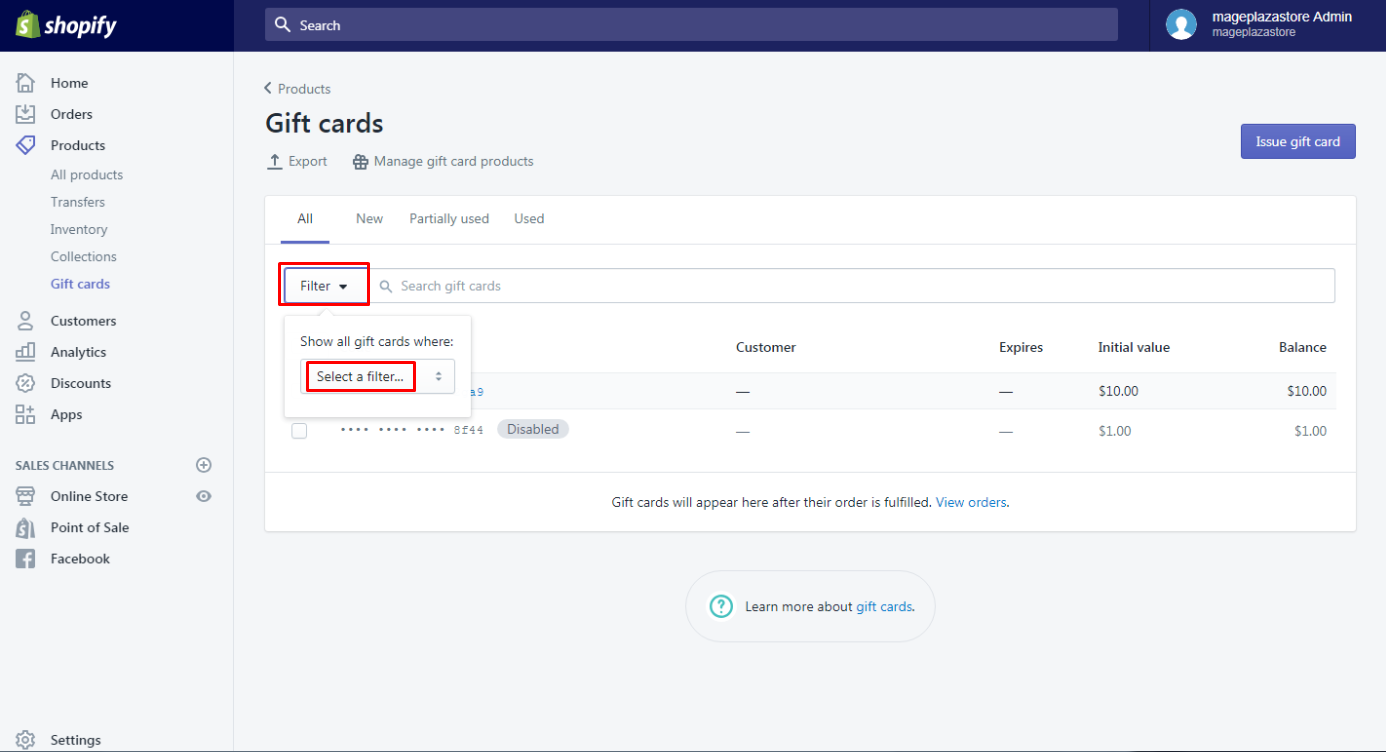 shopify
Search
mageplazastore Admin
mageplazastore
Home
Orders
Products
All products
Transfers
Inventory
Collections
Gift cards
Customers
Analytics
Discounts
Apps
SALES CHANNELS
Online Store
Point of Sale
Facebook
Settings
Products
Gift cards
Export Manage gift card products
Issue gift card
All New Partially used Used
Filter Search gift cards
Show all gift cards where:
Select a filter...
Customer Expires Initial value Balance
a9 — — $10.00 $10.00
•••• •••• •••• 8f44 Disabled — — $1.00 $1.00
Gift cards will appear here after their order is fulfilled. View orders.
Learn more about gift cards.